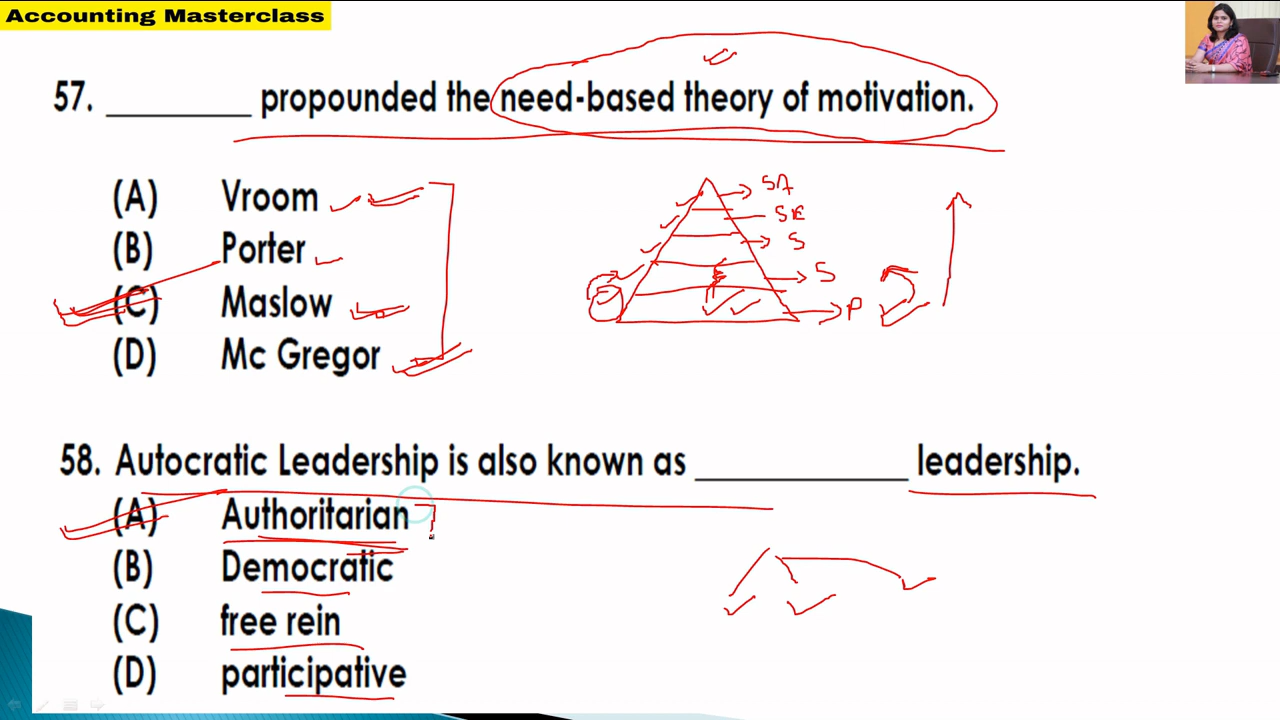 Accounting Masterclass
57. ________ propounded the need-based theory of motivation.
(A) Vroom
(B) Porter
(C) Maslow
(D) Mc Gregor
SA
SE
S
S
P
58. Autocratic Leadership is also known as ____________ leadership.
(A) Authoritarian
(B) Democratic
(C) free rein
(D) participative